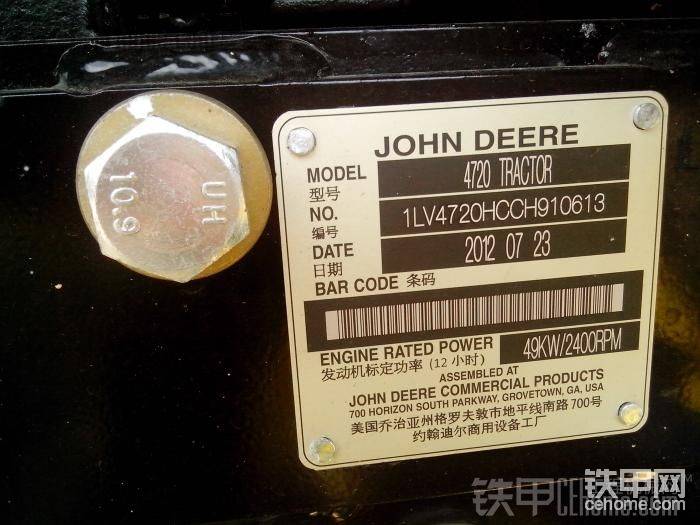 JOHN DEERE
MODEL 4720 TRACTOR
型号
NO. 1LV4720HCCH910613
编号
DATE 2012 07 23
日期
BAR CODE 条码
ENGINE RATED POWER 49KW/2400RPM
发动机标定功率 (12 小时)
ASSEMBLED AT
JOHN DEERE COMMERCIAL PRODUCTS
700 HORIZON SOUTH PARKWAY, GROVETOWN, GA, USA
美国乔治亚州格罗夫敦市地平线南路700号
约翰迪尔商用设备工厂
UH
10.9
铁甲网
cehome.com